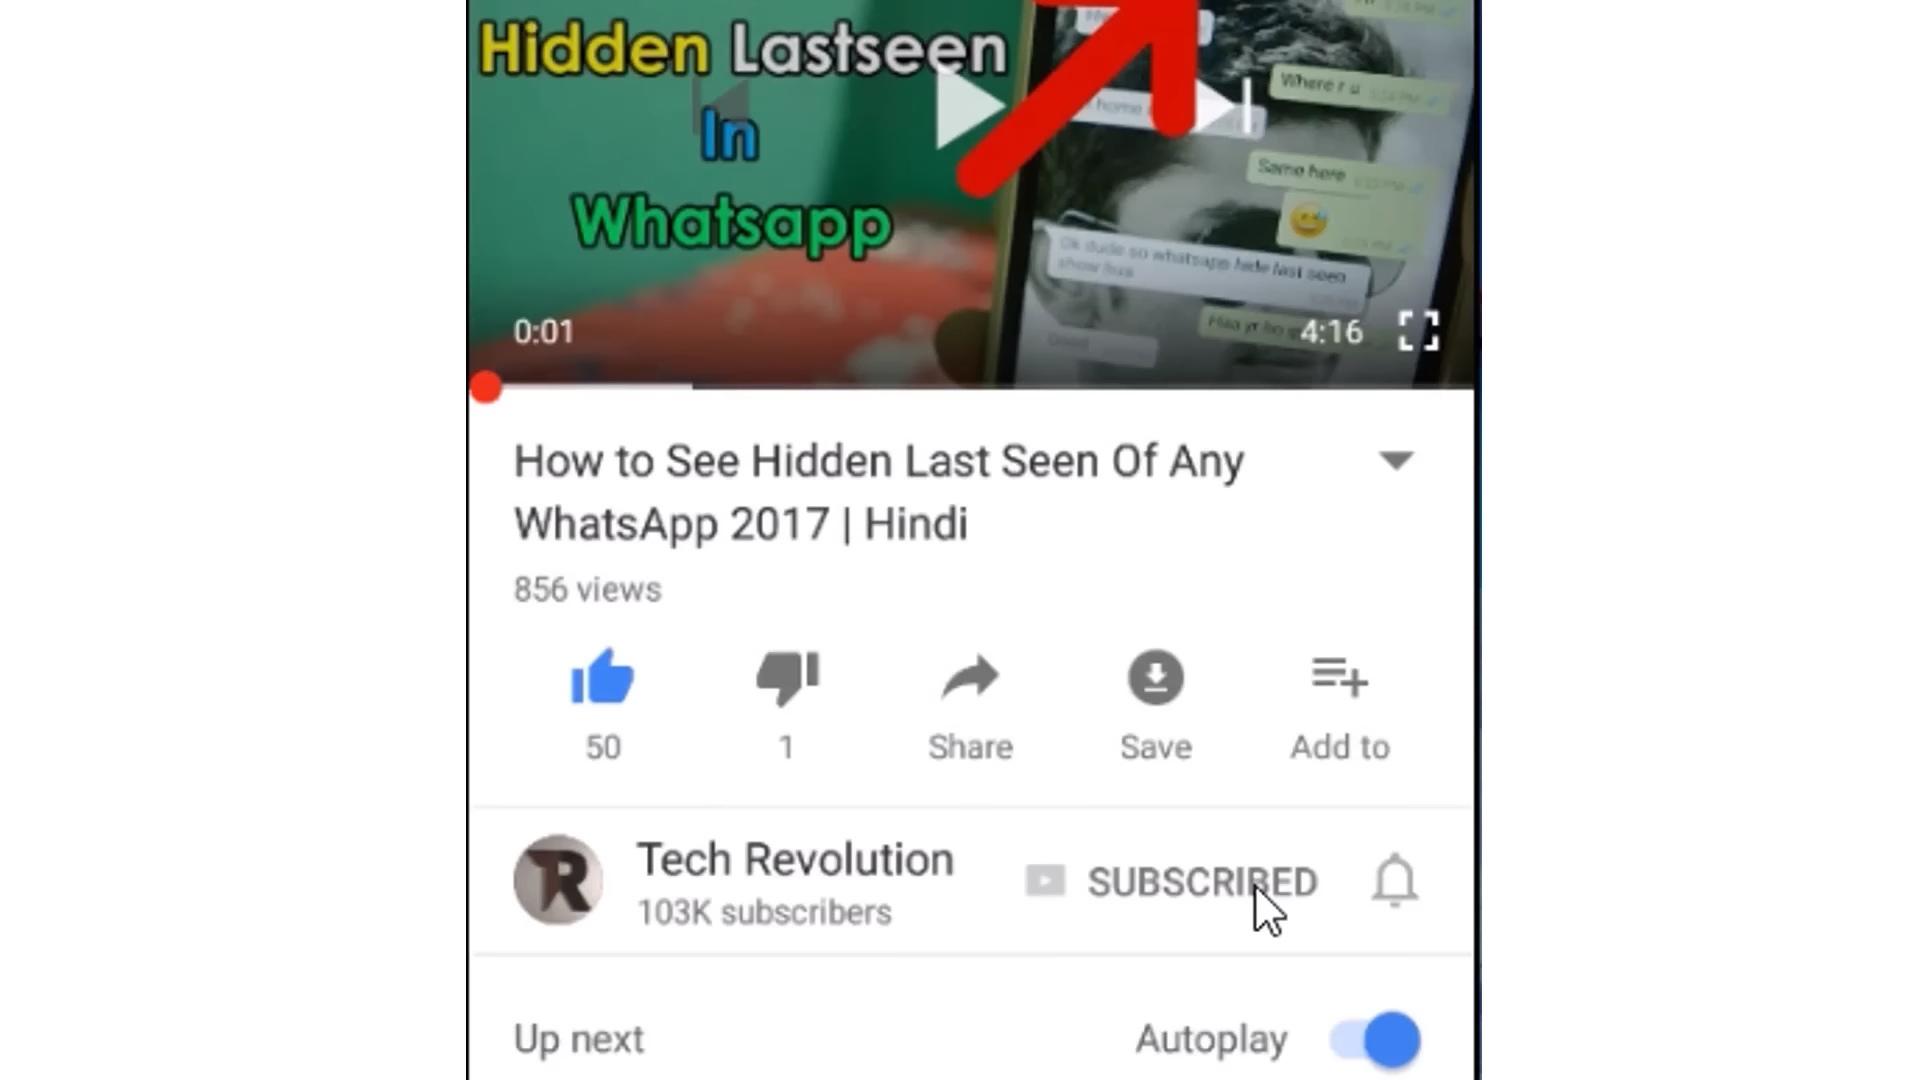 Hidden Lastseen
In
Whatsapp
Where r u
home
Same here
Ok dude so whatsapp hide last seen
show hua
0:01
4:16
How to See Hidden Last Seen Of Any
WhatsApp 2017 | Hindi
856 views
50
1
Share
Save
Add to
Tech Revolution
SUBSCRIBED
103K subscribers
Up next
Autoplay